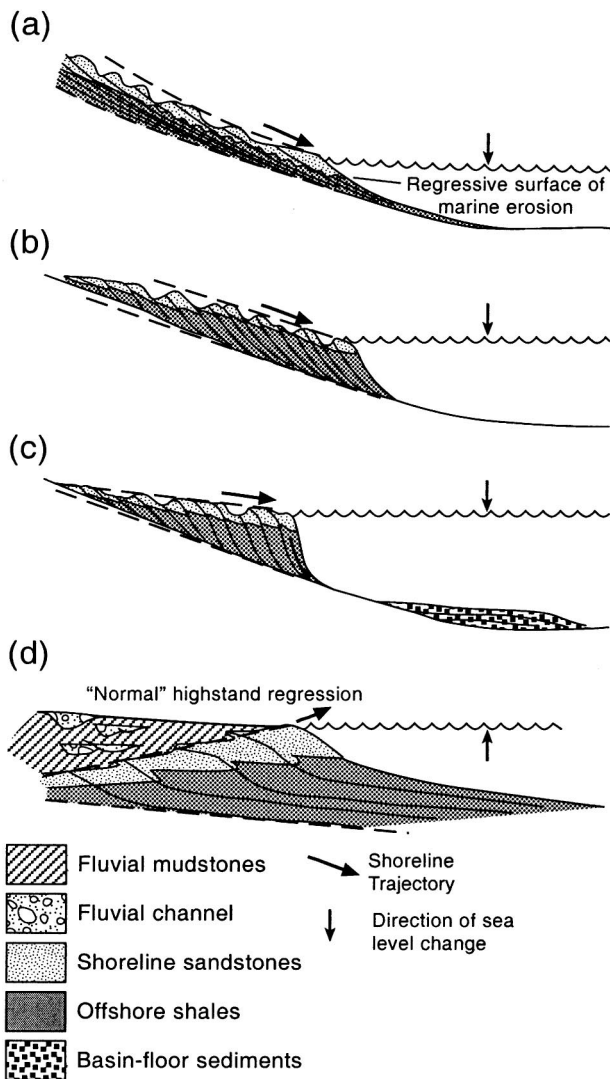 (a)
Regressive surface of
marine erosion
(b)
(c)
(d)
“Normal” highstand regression
Fluvial mudstones
Fluvial channel
Shoreline sandstones
Offshore shales
Basin-floor sediments
Shoreline
Trajectory
Direction of sea
level change